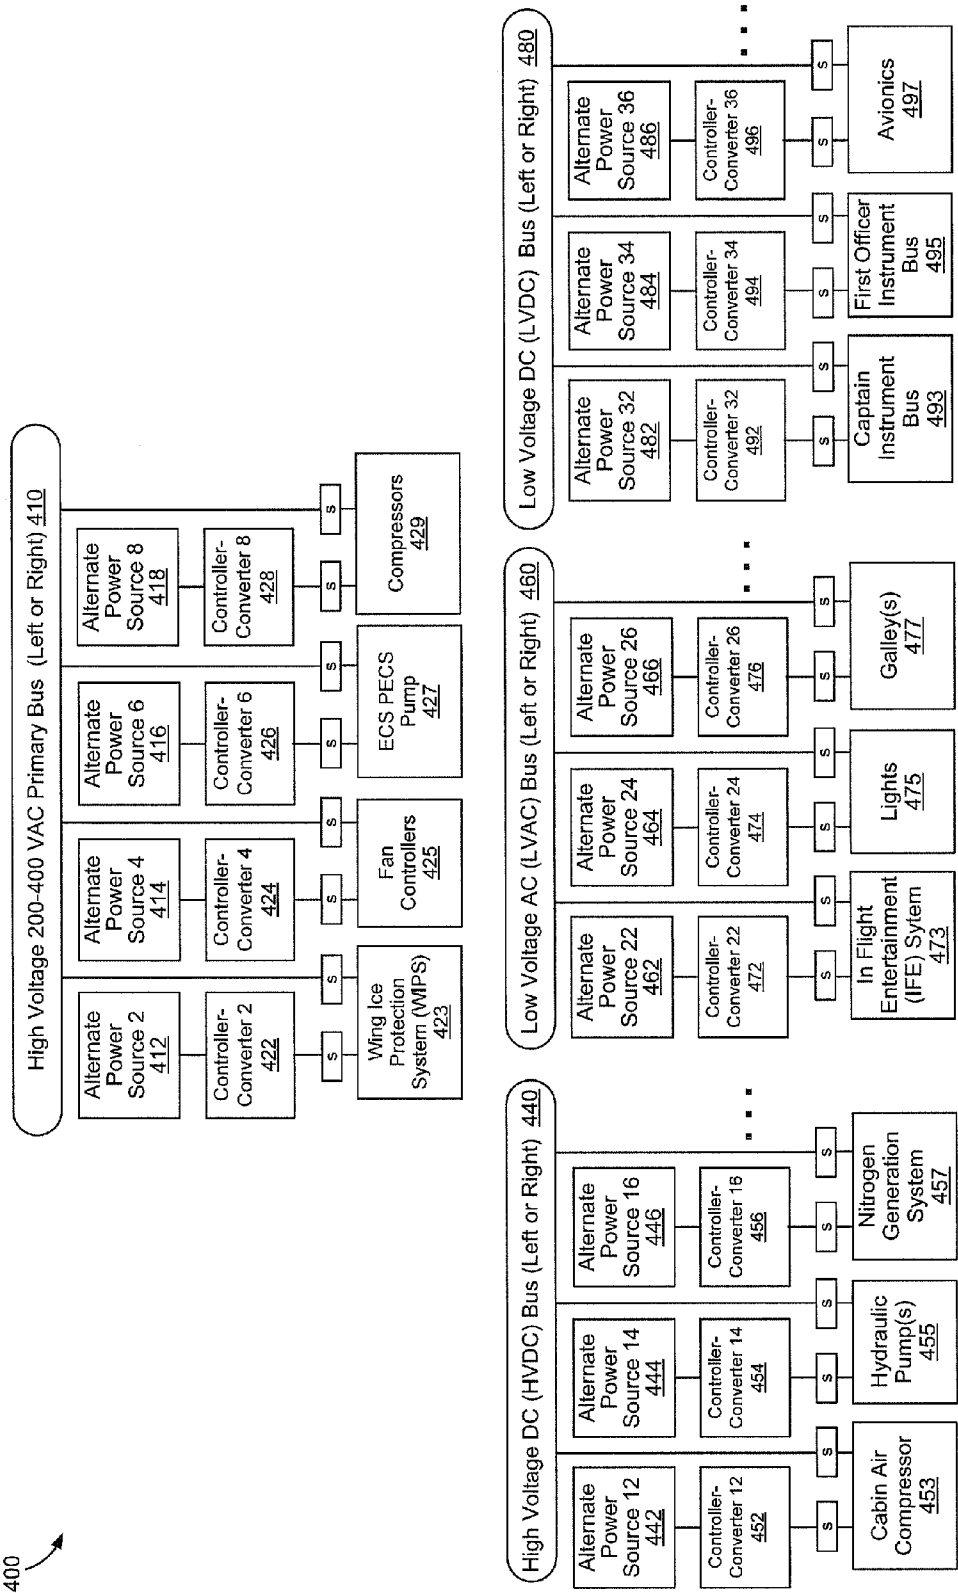 400
High Voltage 200-400 VAC Primary Bus (Left or Right) 410
Alternate
Power
Source 2
412
Alternate
Power
Source 4
414
Alternate
Power
Source 6
416
Alternate
Power
Source 8
418
Controller-
Converter 2
422
Controller-
Converter 4
424
Controller-
Converter 6
426
Controller-
Converter 8
428
S
S
S
S
S
S
S
S
Wing Ice
Protection
System (WIPS)
423
Fan
Controllers
425
ECS PECS
Pump
427
Compressors
429
High Voltage DC (HVDC) Bus (Left or Right) 440
Alternate
Power
Source 12
442
Alternate
Power
Source 14
444
Alternate
Power
Source 16
446
Controller-
Converter 12
452
Controller-
Converter 14
454
Controller-
Converter 16
456
S
S
S
S
S
S
Cabin Air
Compressor
453
Hydraulic
Pump(s)
455
Nitrogen
Generation
System
457
Low Voltage AC (LVAC) Bus (Left or Right) 460
Alternate
Power
Source 22
462
Alternate
Power
Source 24
464
Alternate
Power
Source 26
466
Controller-
Converter 22
472
Controller-
Converter 24
474
Controller-
Converter 26
476
S
S
S
S
S
S
In Flight
Entertainment
(IFE) Sytem
473
Lights
475
Galley(s)
477
Low Voltage DC (LVDC) Bus (Left or Right) 480
Alternate
Power
Source 32
482
Alternate
Power
Source 34
484
Alternate
Power
Source 36
486
Controller-
Converter 32
492
Controller-
Converter 34
494
Controller-
Converter 36
496
S
S
S
S
S
S
Captain
Instrument
Bus
493
First Officer
Instrument
Bus
495
Avionics
497